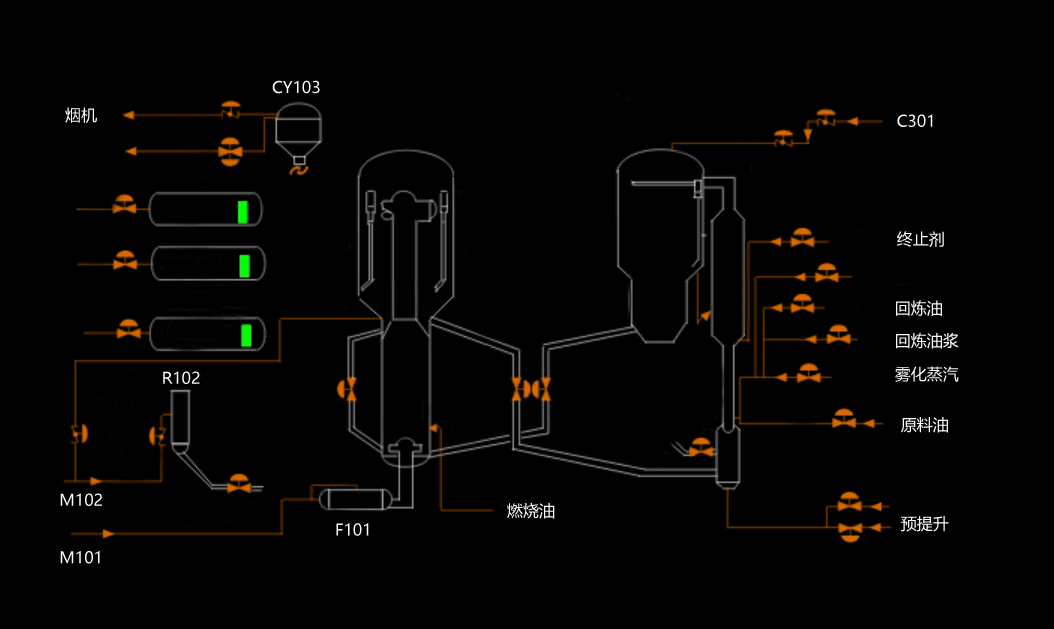 CY103
烟机
C301
终止剂
回炼油
回炼油浆
雾化蒸汽
R102
原料油
M102
燃烧油
预提升
F101
M101